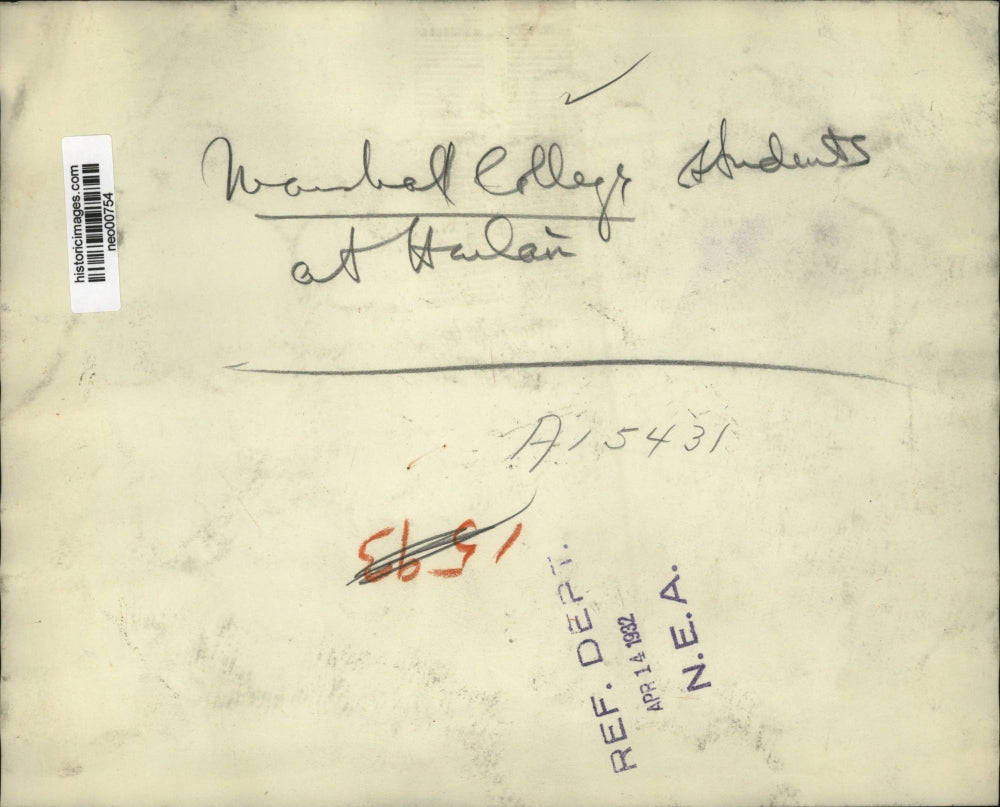 historicimages.com
neo00754
Marshall College students
at Harlan
A15431
1593
REF. DEPT.
APR 14 1932
N.E.A.